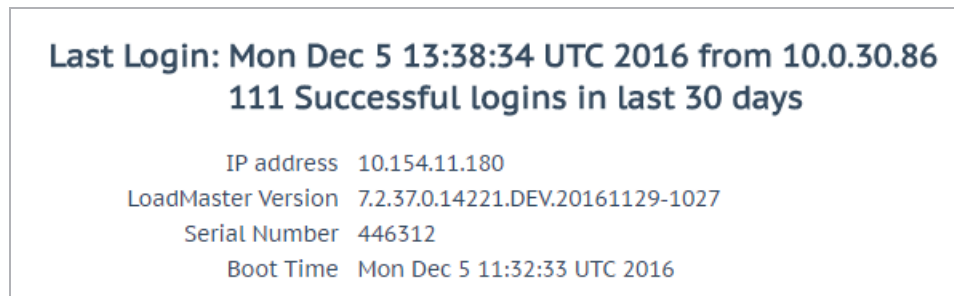 Last Login: Mon Dec 5 13:38:34 UTC 2016 from 10.0.30.86
111 Successful logins in last 30 days
IP address 10.154.11.180
LoadMaster Version 7.2.37.0.14221.DEV.20161129-1027
Serial Number 446312
Boot Time Mon Dec 5 11:32:33 UTC 2016